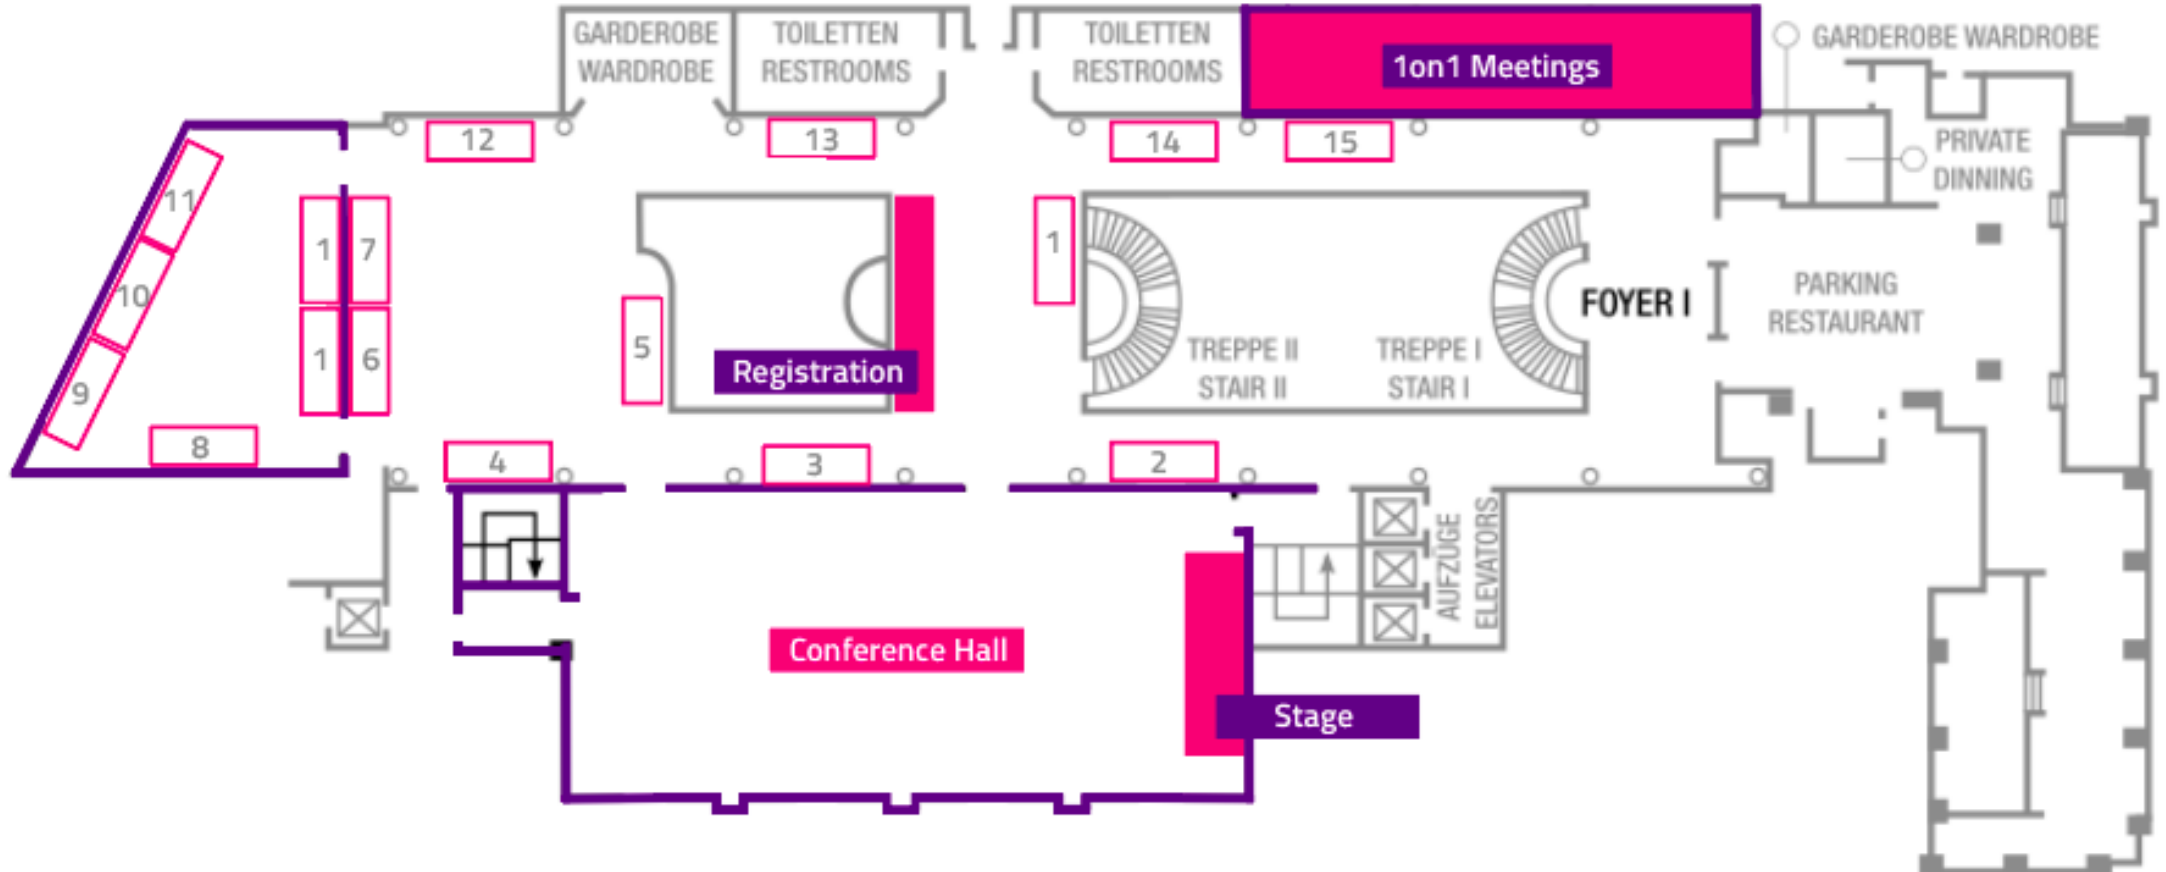 GARDEROBE
WARDROBE
TOILETTEN
RESTROOMS
TOILETTEN
RESTROOMS
1on1 Meetings
GARDEROBE WARDROBE
PRIVATE
DINNING
12
13
14
15
11
10
9
8
1
7
1
6
5
4
3
2
1
Registration
TREPPE II
STAIR II
TREPPE I
STAIR I
FOYER I
PARKING
RESTAURANT
AUFZÜGE
ELEVATORS
Conference Hall
Stage